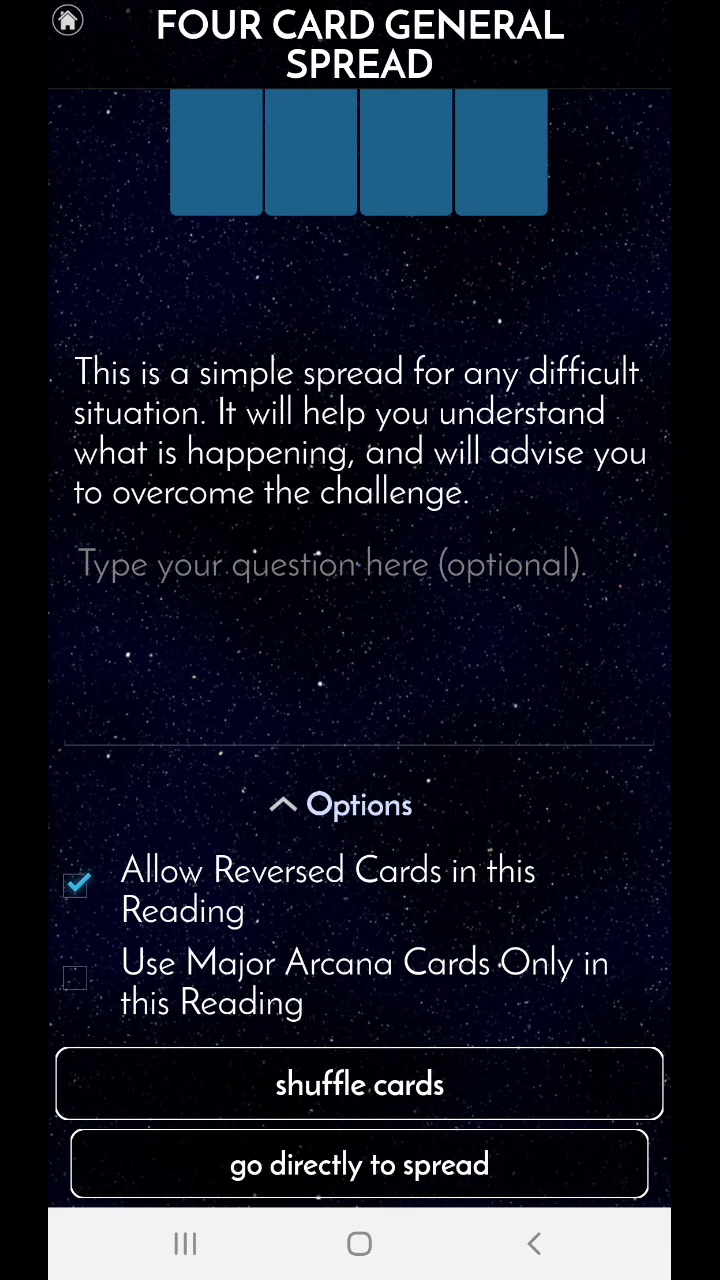 FOUR CARD GENERAL
SPREAD
This is a simple spread for any difficult
situation. It will help you understand
what is happening, and will advise you
to overcome the challenge.
Type your question here (optional).
Options
Allow Reversed Cards in this
Reading
Use Major Arcana Cards Only in
this Reading
shuffle cards
go directly to spread